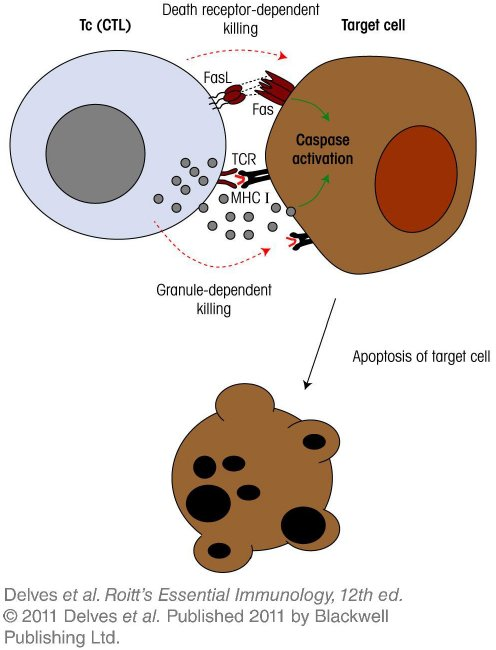 Tc (CTL)
Death receptor-dependent
killing
Target cell
FasL
Fas
Caspase
activation
TCR
MHC I
Granule-dependent
killing
Apoptosis of target cell
Delves et al. Roitt's Essential Immunology, 12th ed.
© 2011 Delves et al. Published 2011 by Blackwell
Publishing Ltd.